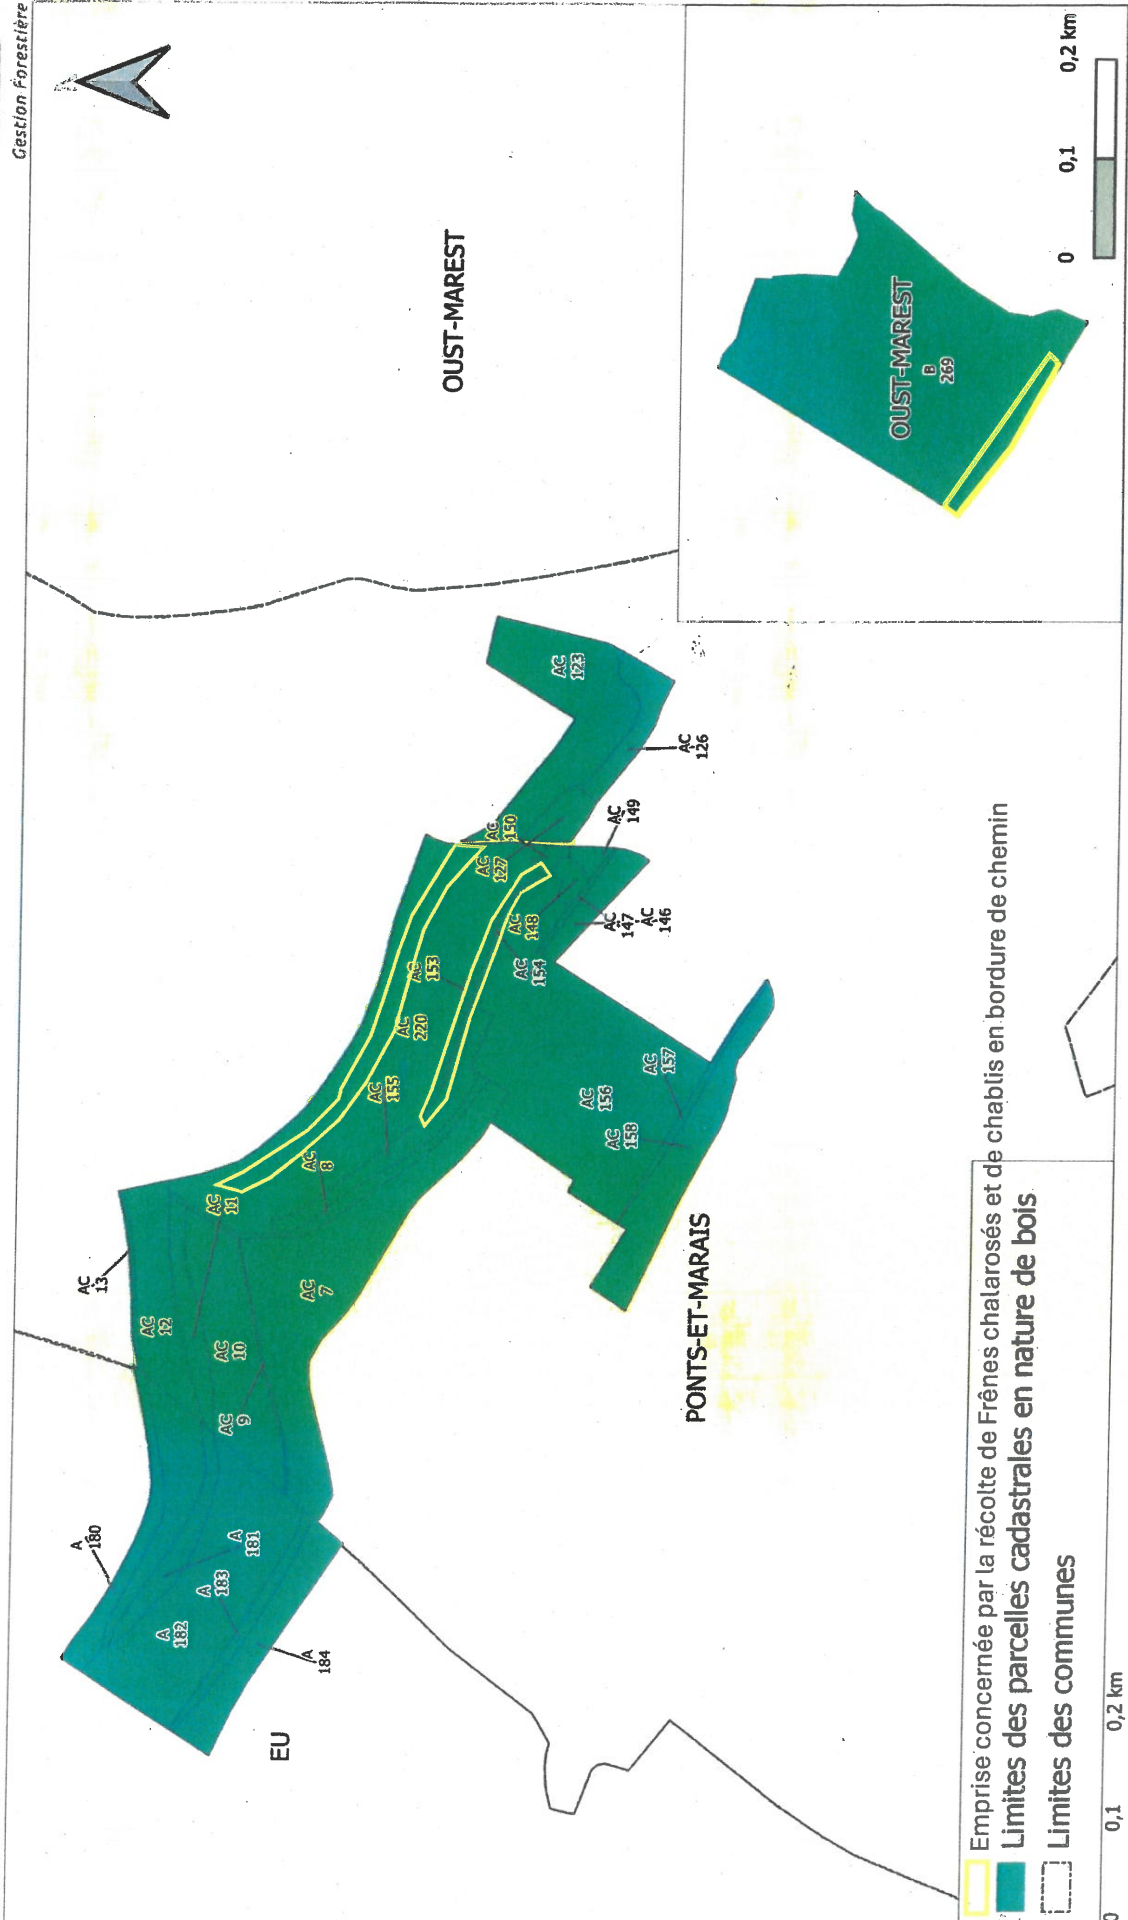 Gestion Forestière
OUST-MAREST
EU
PONTS-ET-MARAIS
A
180
A
181
A
182
A
183
A
184
AC
13
AC
12
AC
11
AC
10
AC
9
AC
8
AC
7
AC
155
AC
220
AC
153
AC
154
AC
148
AC
127
AC
150
AC
123
AC
126
AC
149
AC
147
AC
146
AC
156
AC
157
AC
158
OUST-MAREST
B
269
0 0,1 0,2 km
Emprise concernée par la récolte de Frênes chalarosés et de chablis en bordure de chemin
Limites des parcelles cadastrales en nature de bois
Limites des communes
0 0,1 0,2 km